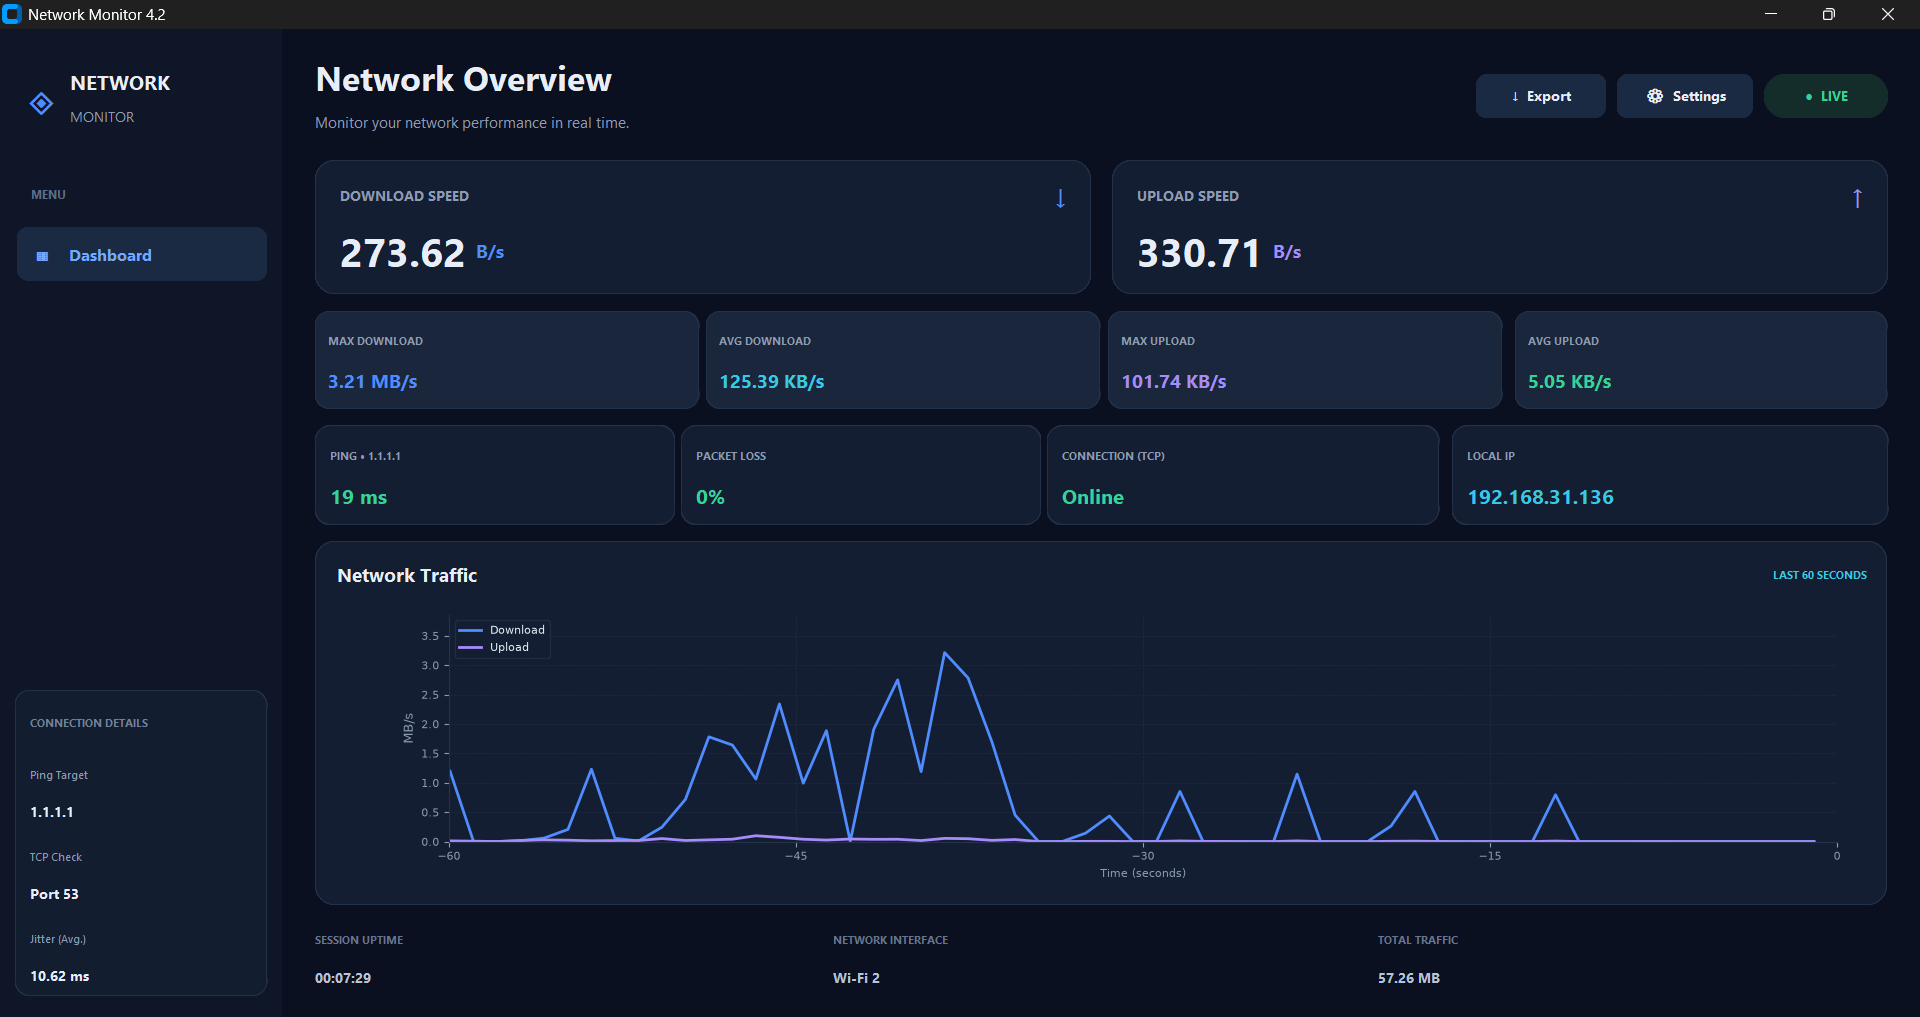 Network Monitor 4.2
NETWORK
MONITOR
MENU
Dashboard
CONNECTION DETAILS
Ping Target
1.1.1.1
TCP Check
Port 53
Jitter (Avg.)
10.62 ms
Network Overview
Monitor your network performance in real time.
↓ Export
Settings
● LIVE
DOWNLOAD SPEED ↓
273.62 B/s
UPLOAD SPEED ↑
330.71 B/s
MAX DOWNLOAD
3.21 MB/s
AVG DOWNLOAD
125.39 KB/s
MAX UPLOAD
101.74 KB/s
AVG UPLOAD
5.05 KB/s
PING • 1.1.1.1
19 ms
PACKET LOSS
0%
CONNECTION (TCP)
Online
LOCAL IP
192.168.31.136
Network Traffic
LAST 60 SECONDS
Download
Upload
MB/s
3.5
3.0
2.5
2.0
1.5
1.0
0.5
0.0
−60 −45 −30 −15 0
Time (seconds)
SESSION UPTIME
00:07:29
NETWORK INTERFACE
Wi-Fi 2
TOTAL TRAFFIC
57.26 MB